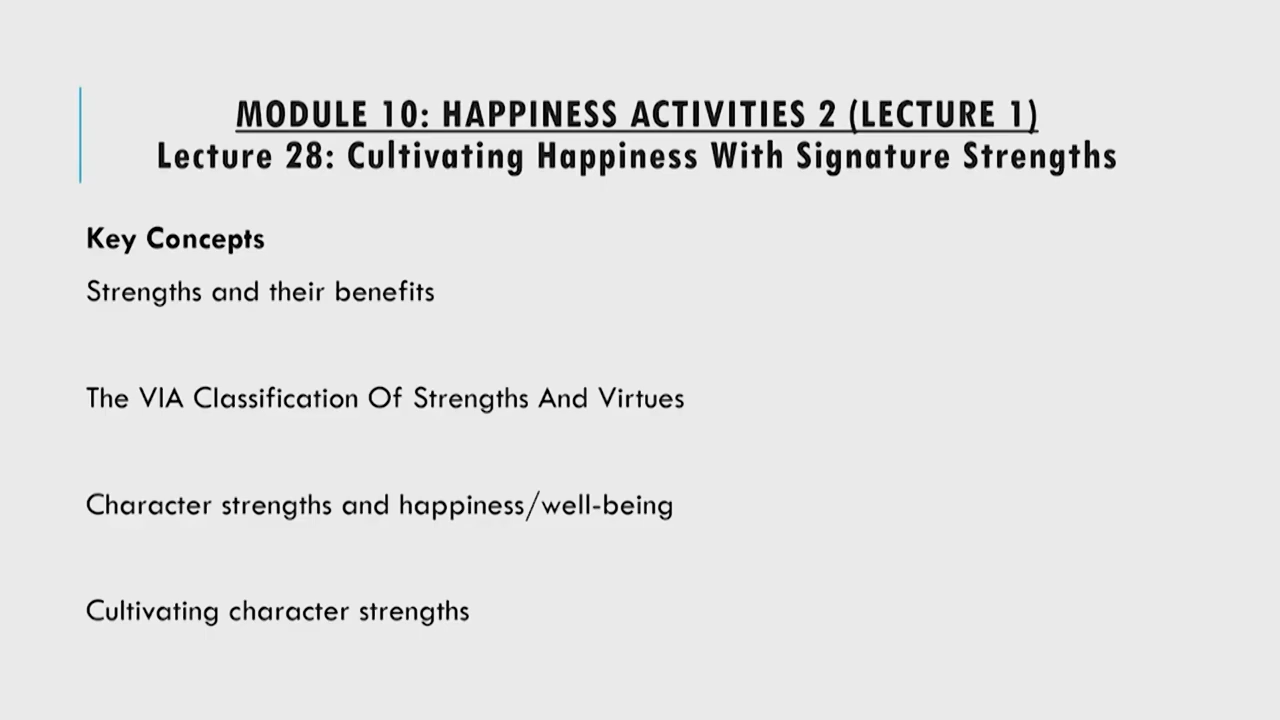 MODULE 10: HAPPINESS ACTIVITIES 2 (LECTURE 1)
Lecture 28: Cultivating Happiness With Signature Strengths
Key Concepts
Strengths and their benefits
The VIA Classification Of Strengths And Virtues
Character strengths and happiness/well-being
Cultivating character strengths